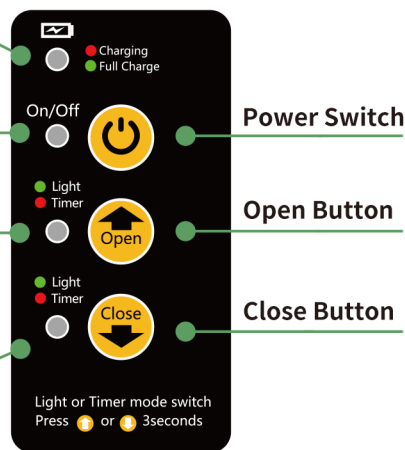 Charging
Full Charge
On/Off
Power Switch
Light
Timer
Open
Open Button
Light
Timer
Close
Close Button
Light or Timer mode switch
Press or 3seconds